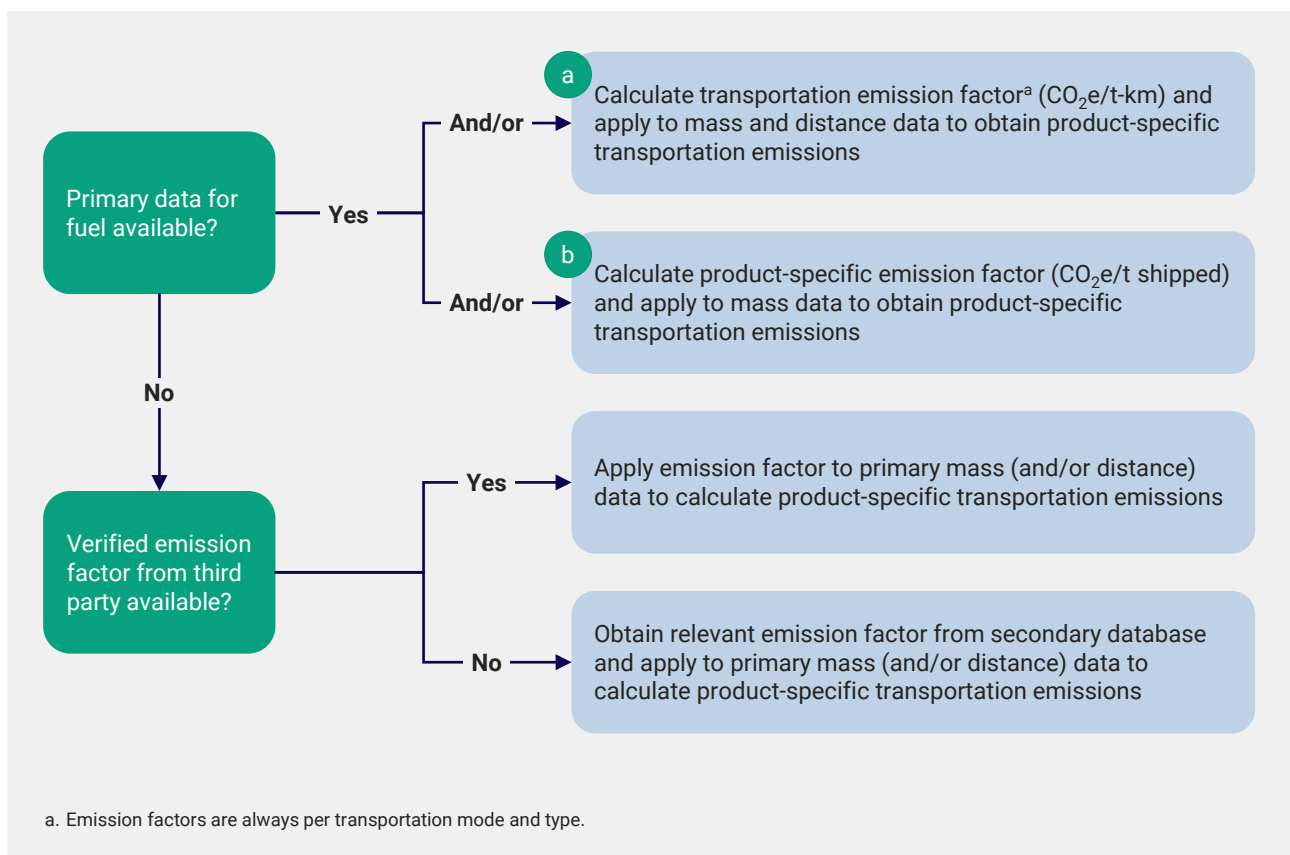 a
Calculate transportation emission factorᵃ (CO₂e/t-km) and
apply to mass and distance data to obtain product-specific
transportation emissions
And/or
Primary data for
fuel available?
Yes
b
Calculate product-specific emission factor (CO₂e/t shipped)
and apply to mass data to obtain product-specific
transportation emissions
And/or
No
Verified emission
factor from third
party available?
Yes
Apply emission factor to primary mass (and/or distance)
data to calculate product-specific transportation emissions
No
Obtain relevant emission factor from secondary database
and apply to primary mass (and/or distance) data to
calculate product-specific transportation emissions
a. Emission factors are always per transportation mode and type.